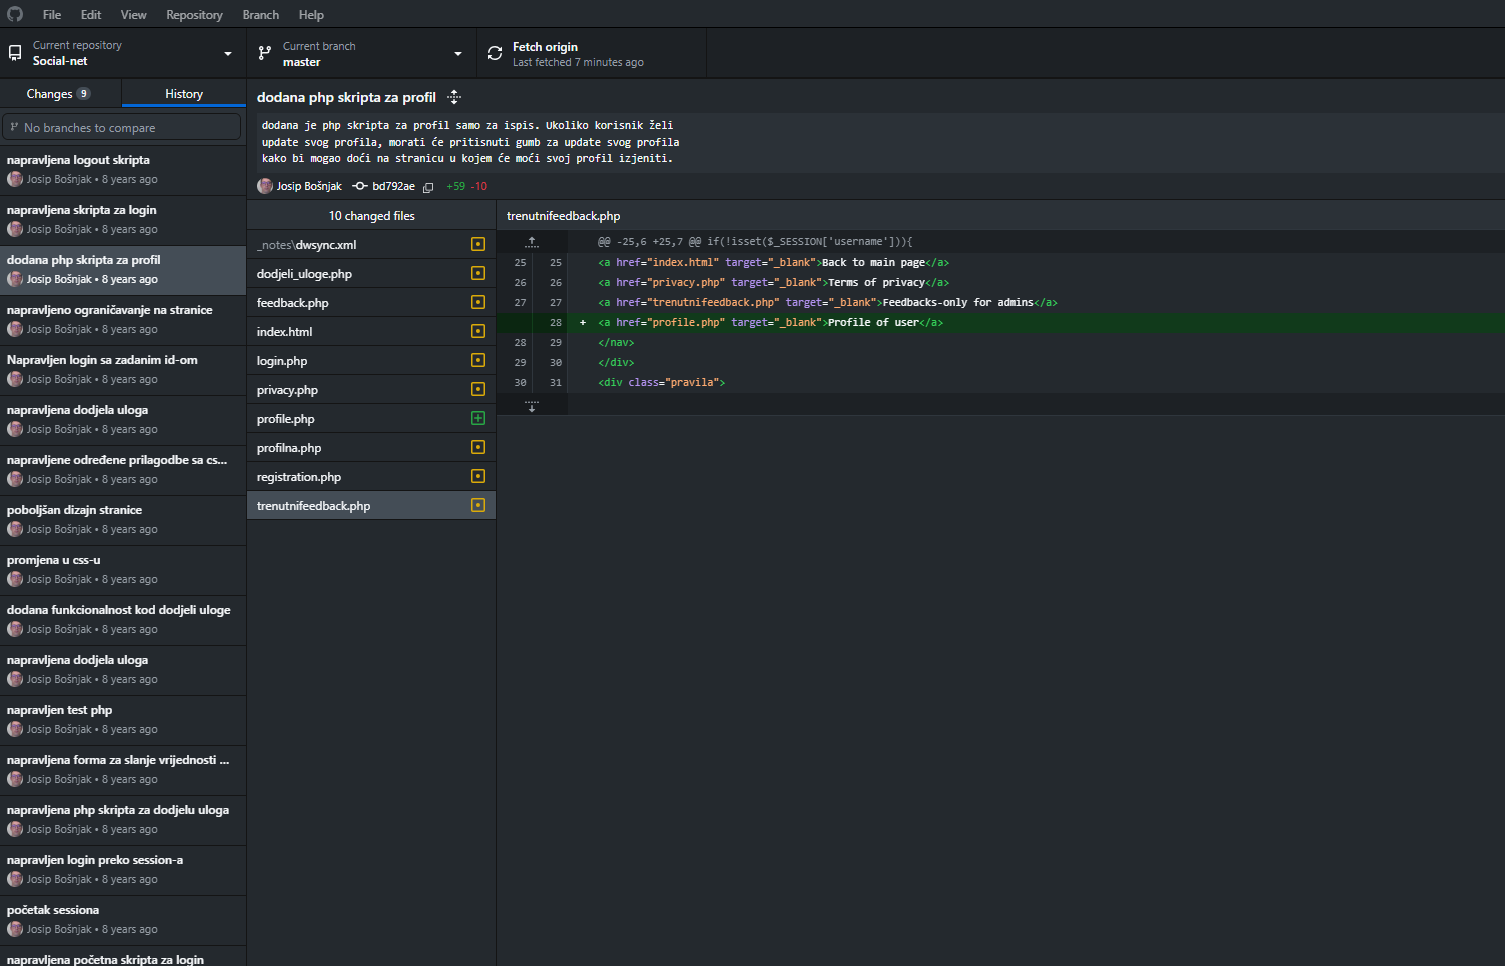 File Edit View Repository Branch Help
Current repository
Social-net
Current branch
master
Fetch origin
Last fetched 7 minutes ago
Changes 9
History
No branches to compare
napravljena logout skripta
Josip Bošnjak • 8 years ago
napravljena skripta za login
Josip Bošnjak • 8 years ago
dodana php skripta za profil
Josip Bošnjak • 8 years ago
napravljeno ograničavanje na stranice
Josip Bošnjak • 8 years ago
Napravljen login sa zadanim id-om
Josip Bošnjak • 8 years ago
napravljena dodjela uloga
Josip Bošnjak • 8 years ago
napravljene određene prilagodbe sa cs...
Josip Bošnjak • 8 years ago
poboljšan dizajn stranice
Josip Bošnjak • 8 years ago
promjena u css-u
Josip Bošnjak • 8 years ago
dodana funkcionalnost kod dodjeli uloge
Josip Bošnjak • 8 years ago
napravljena dodjela uloga
Josip Bošnjak • 8 years ago
napravljen test php
Josip Bošnjak • 8 years ago
napravljena forma za slanje vrijednosti ...
Josip Bošnjak • 8 years ago
napravljena php skripta za dodjelu uloga
Josip Bošnjak • 8 years ago
napravljen login preko session-a
Josip Bošnjak • 8 years ago
početak sessiona
Josip Bošnjak • 8 years ago
napravljena početna skripta za login
dodana php skripta za profil
dodana je php skripta za profil samo za ispis. Ukoliko korisnik želi
update svog profila, morati će pritisnuti gumb za update svog profila
kako bi mogao doći na stranicu u kojem će moći svoj profil izjeniti.
Josip Bošnjak bd792ae +59 -10
10 changed files
_notes\dwsync.xml
dodjeli_uloge.php
feedback.php
index.html
login.php
privacy.php
profile.php
profilna.php
registration.php
trenutnifeedback.php
trenutnifeedback.php
@@ -25,6 +25,7 @@ if(!isset($_SESSION['username'])){
25 25 <a href="index.html" target="_blank">Back to main page</a>
26 26 <a href="privacy.php" target="_blank">Terms of privacy</a>
27 27 <a href="trenutnifeedback.php" target="_blank">Feedbacks-only for admins</a>
28 + <a href="profile.php" target="_blank">Profile of user</a>
28 29 </nav>
29 30 </div>
30 31 <div class="pravila">